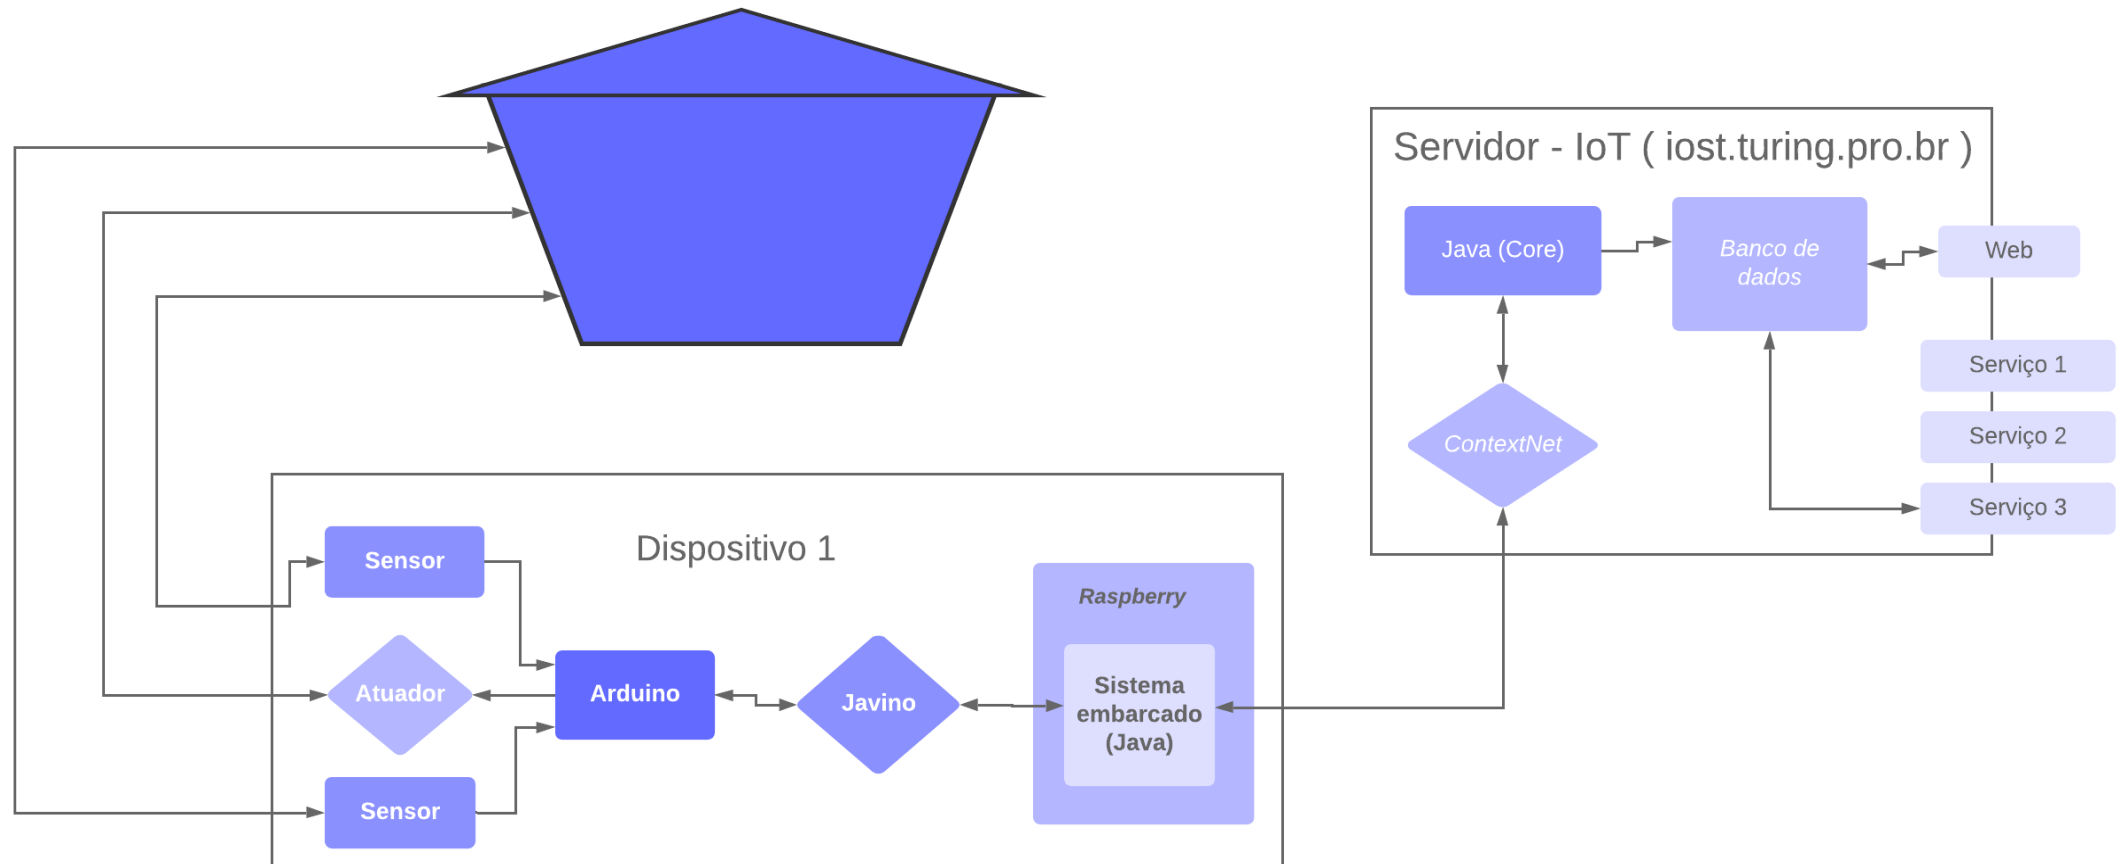 Servidor - IoT ( iost.turing.pro.br )
Java (Core)
Banco de
dados
Web
Serviço 1
ContextNet
Serviço 2
Serviço 3
Dispositivo 1
Sensor
Raspberry
Atuador
Arduino
Javino
Sistema
embarcado
(Java)
Sensor